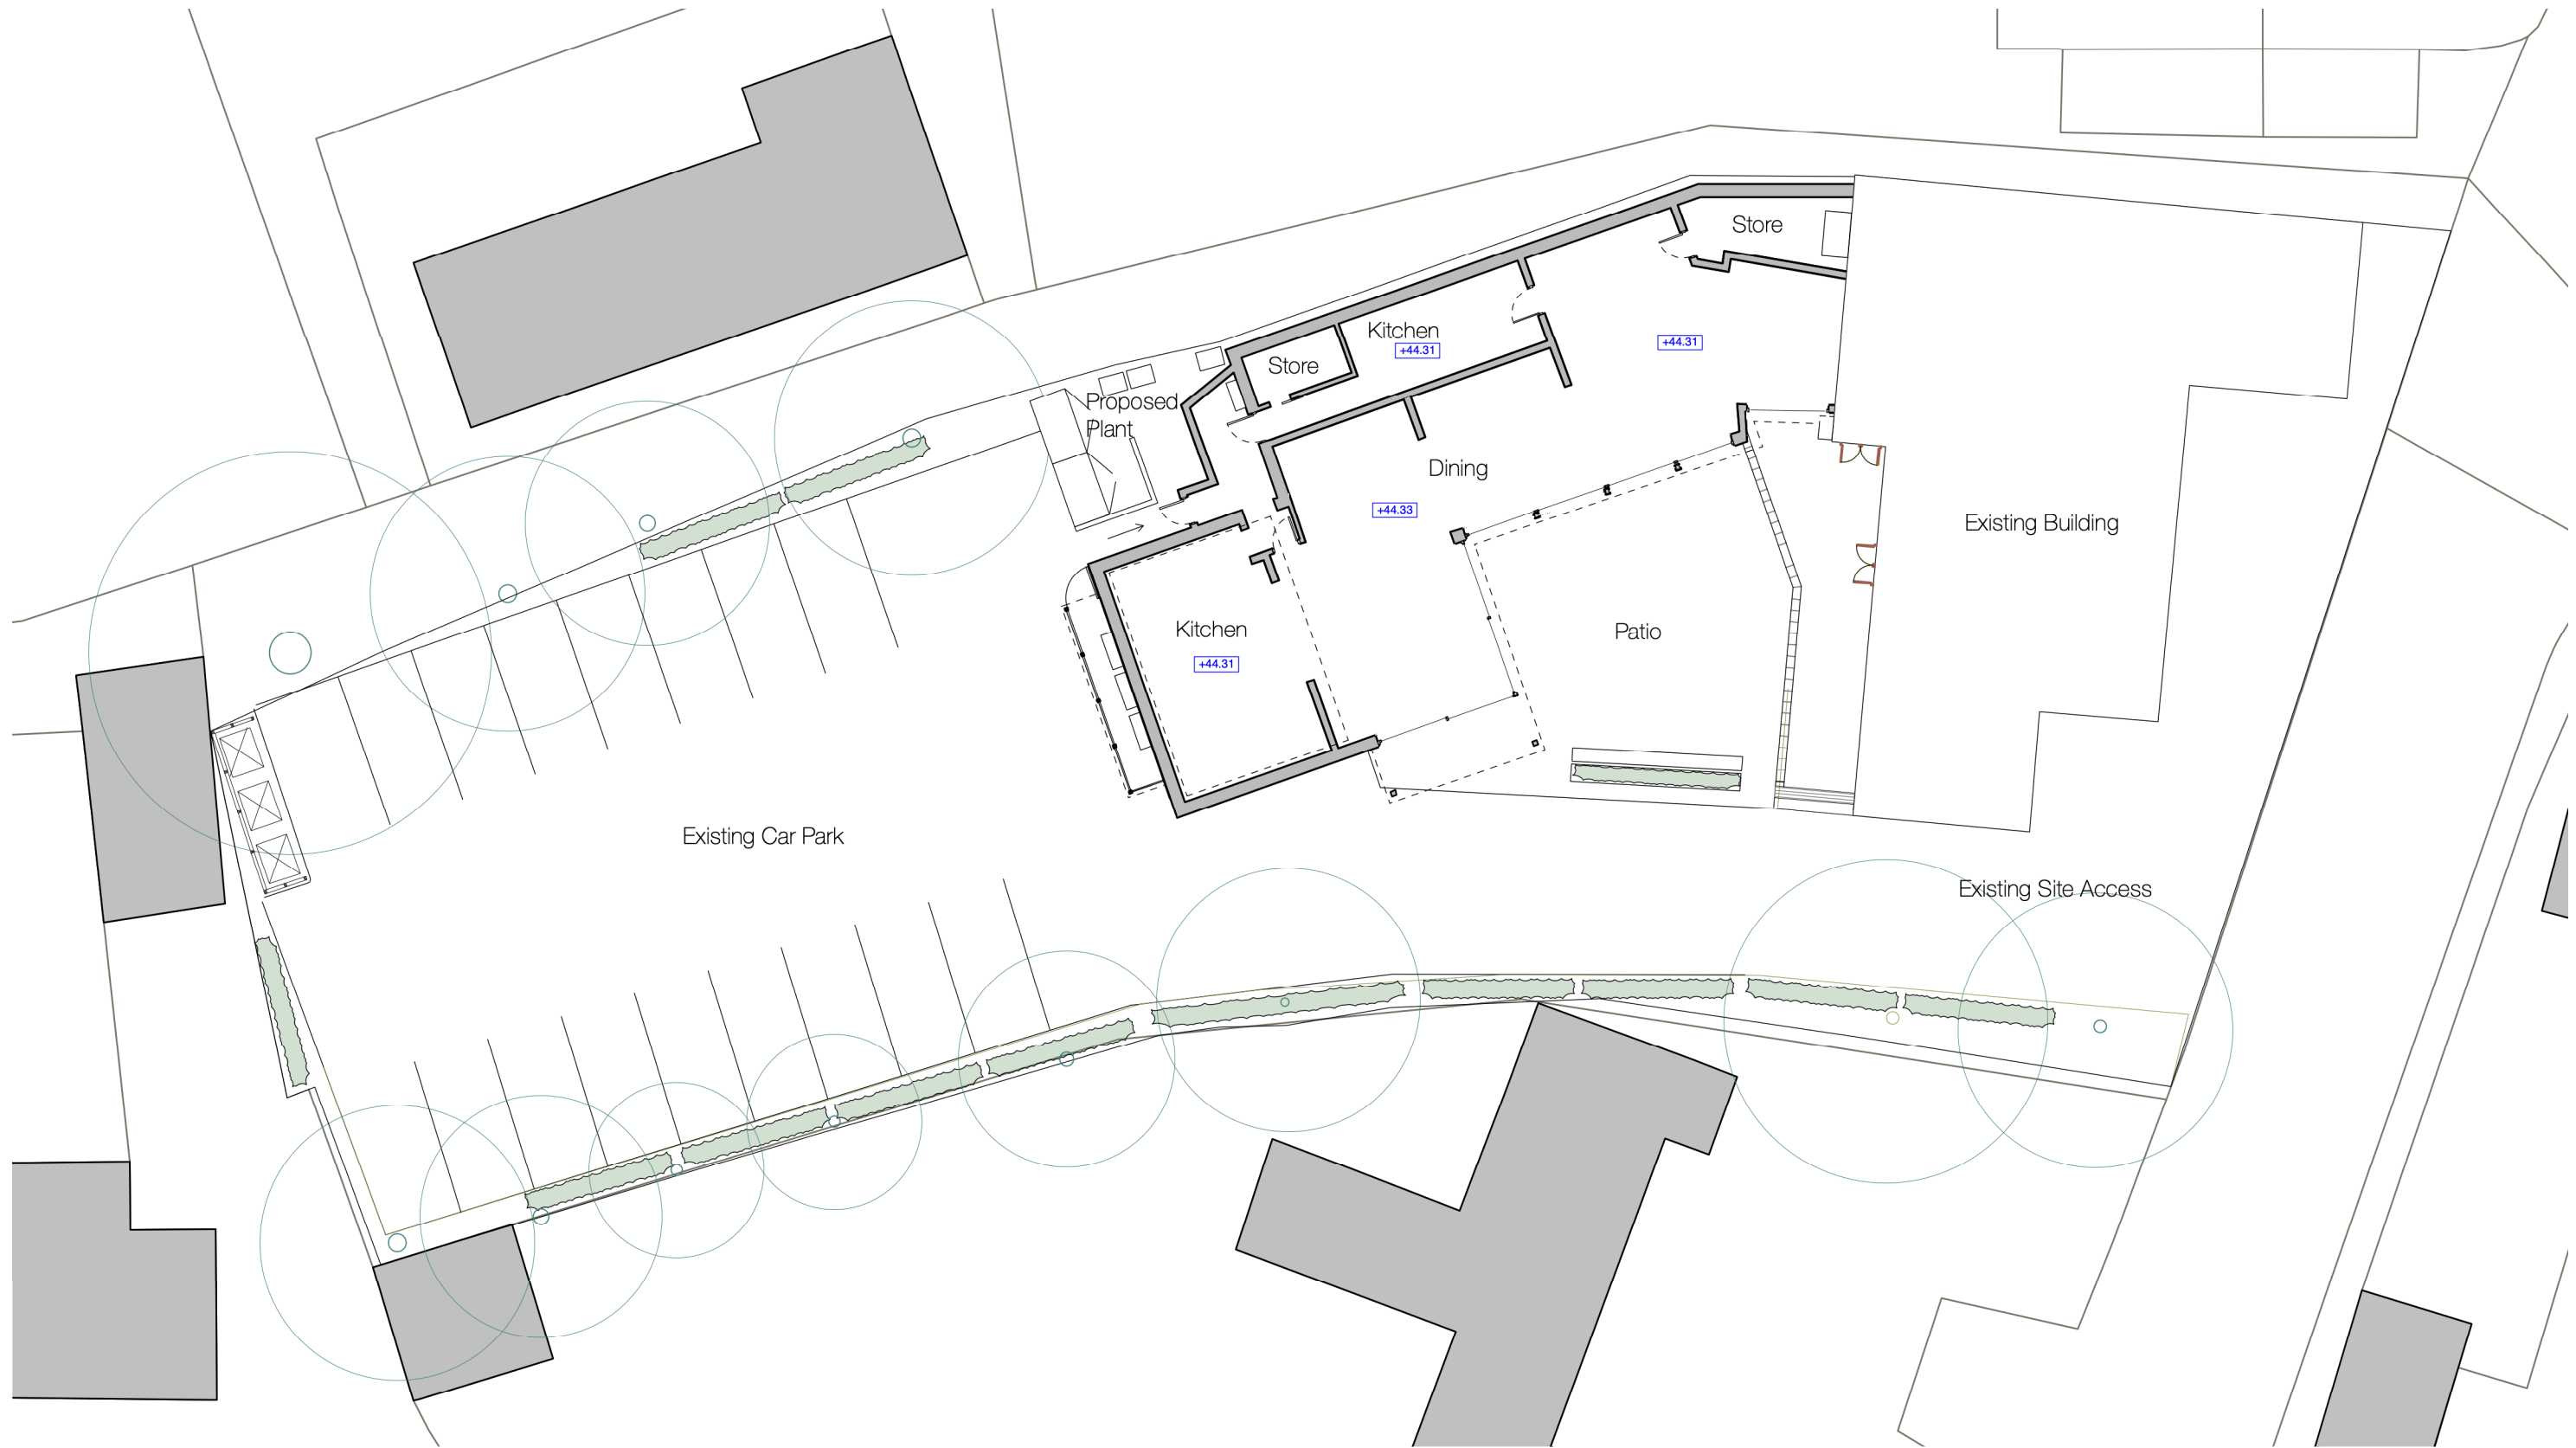 Store
Kitchen
+44.31
+44.31
Store
Proposed
Plant
Dining
+44.33
Existing Building
Kitchen
Patio
+44.31
Existing Car Park
Existing Site Access